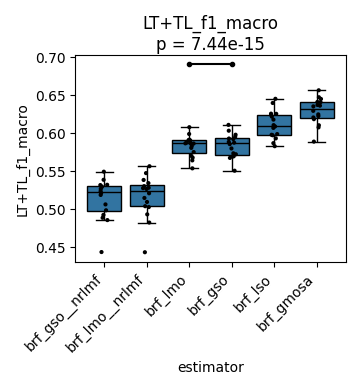 LT+TL_f1_macro
p = 7.44e-15
0.70
0.65
0.60
0.55
0.50
0.45
LT+TL_f1_macro
brf_gso__nrlmf
brf_lmo__nrlmf
brf_lmo
brf_gso
brf_lso
brf_gmosa
estimator